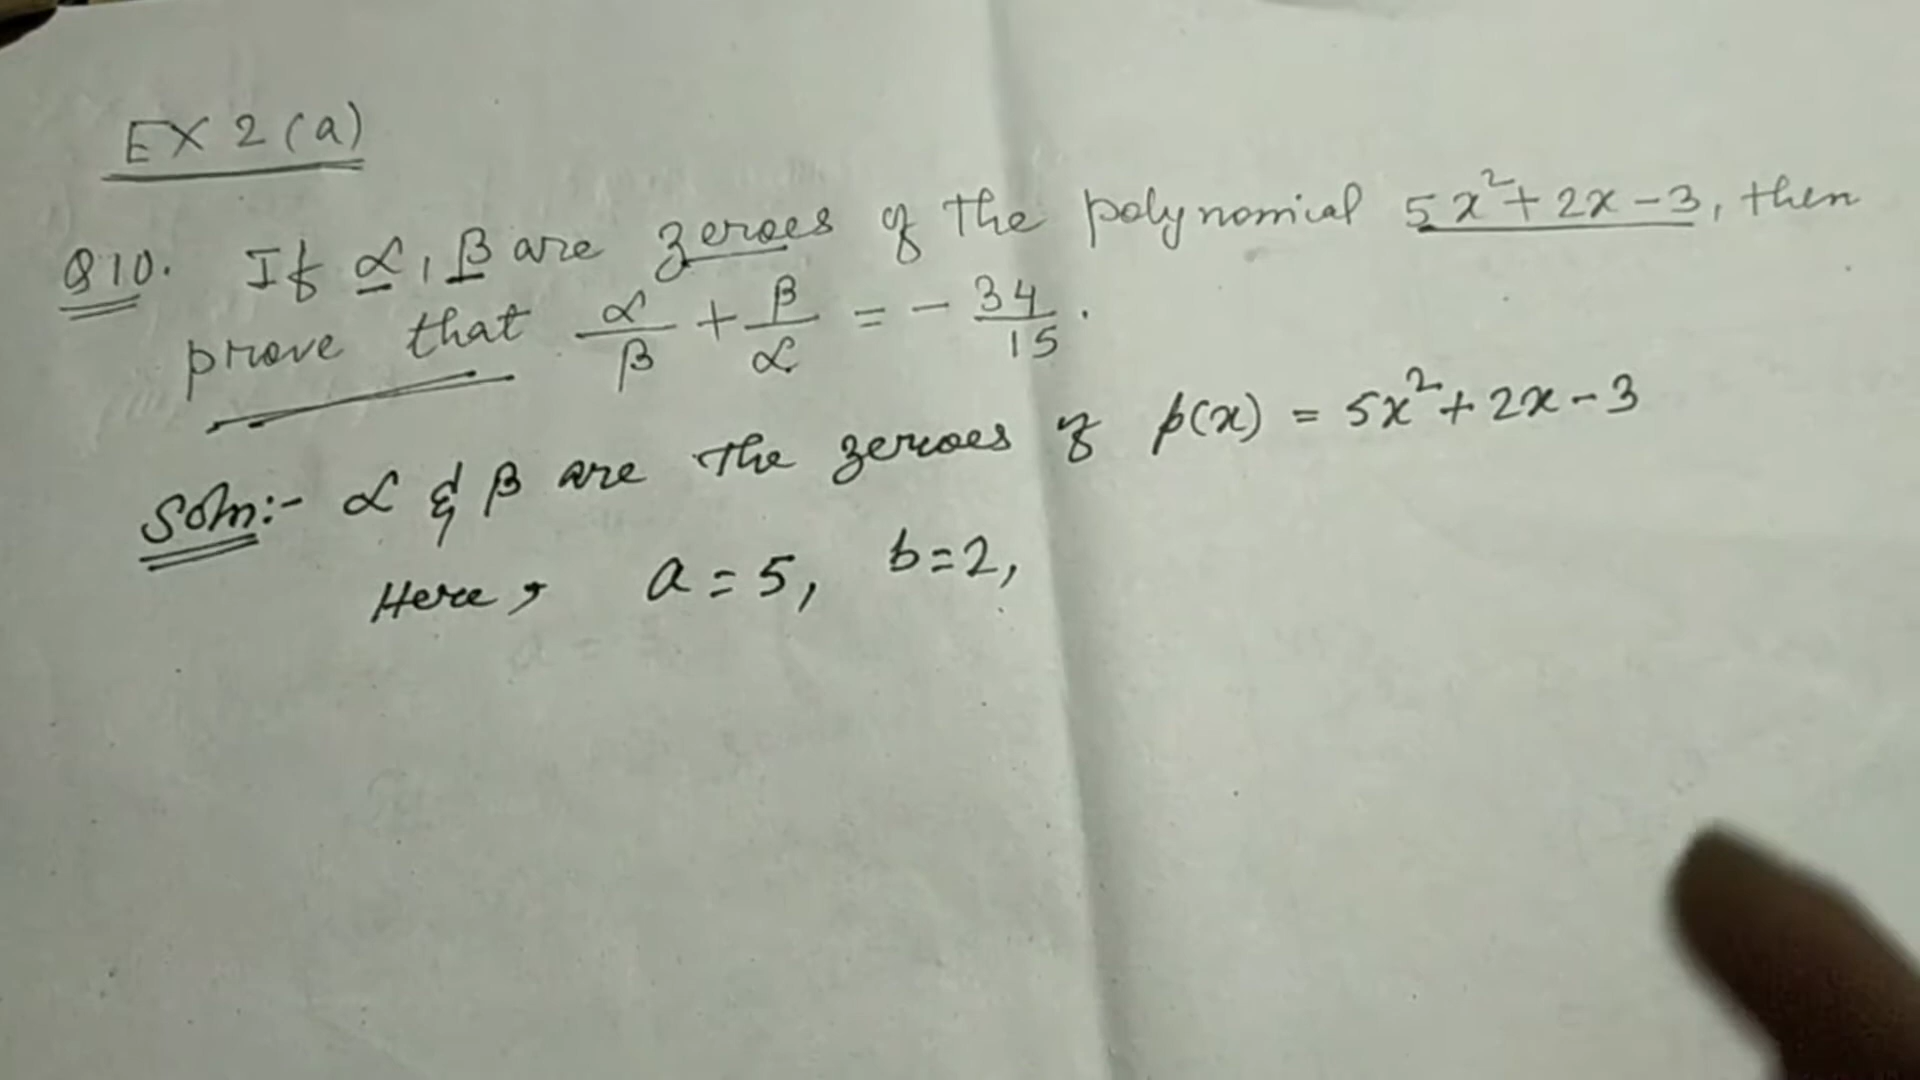 EX 2 (a)
Q10. If α, β are zeroes of the polynomial 5x²+2x-3, then
prove that α/β + β/α = - 34/15.
Soln:- α & β are the zeroes of p(x) = 5x²+2x-3
Here, a=5, b=2,